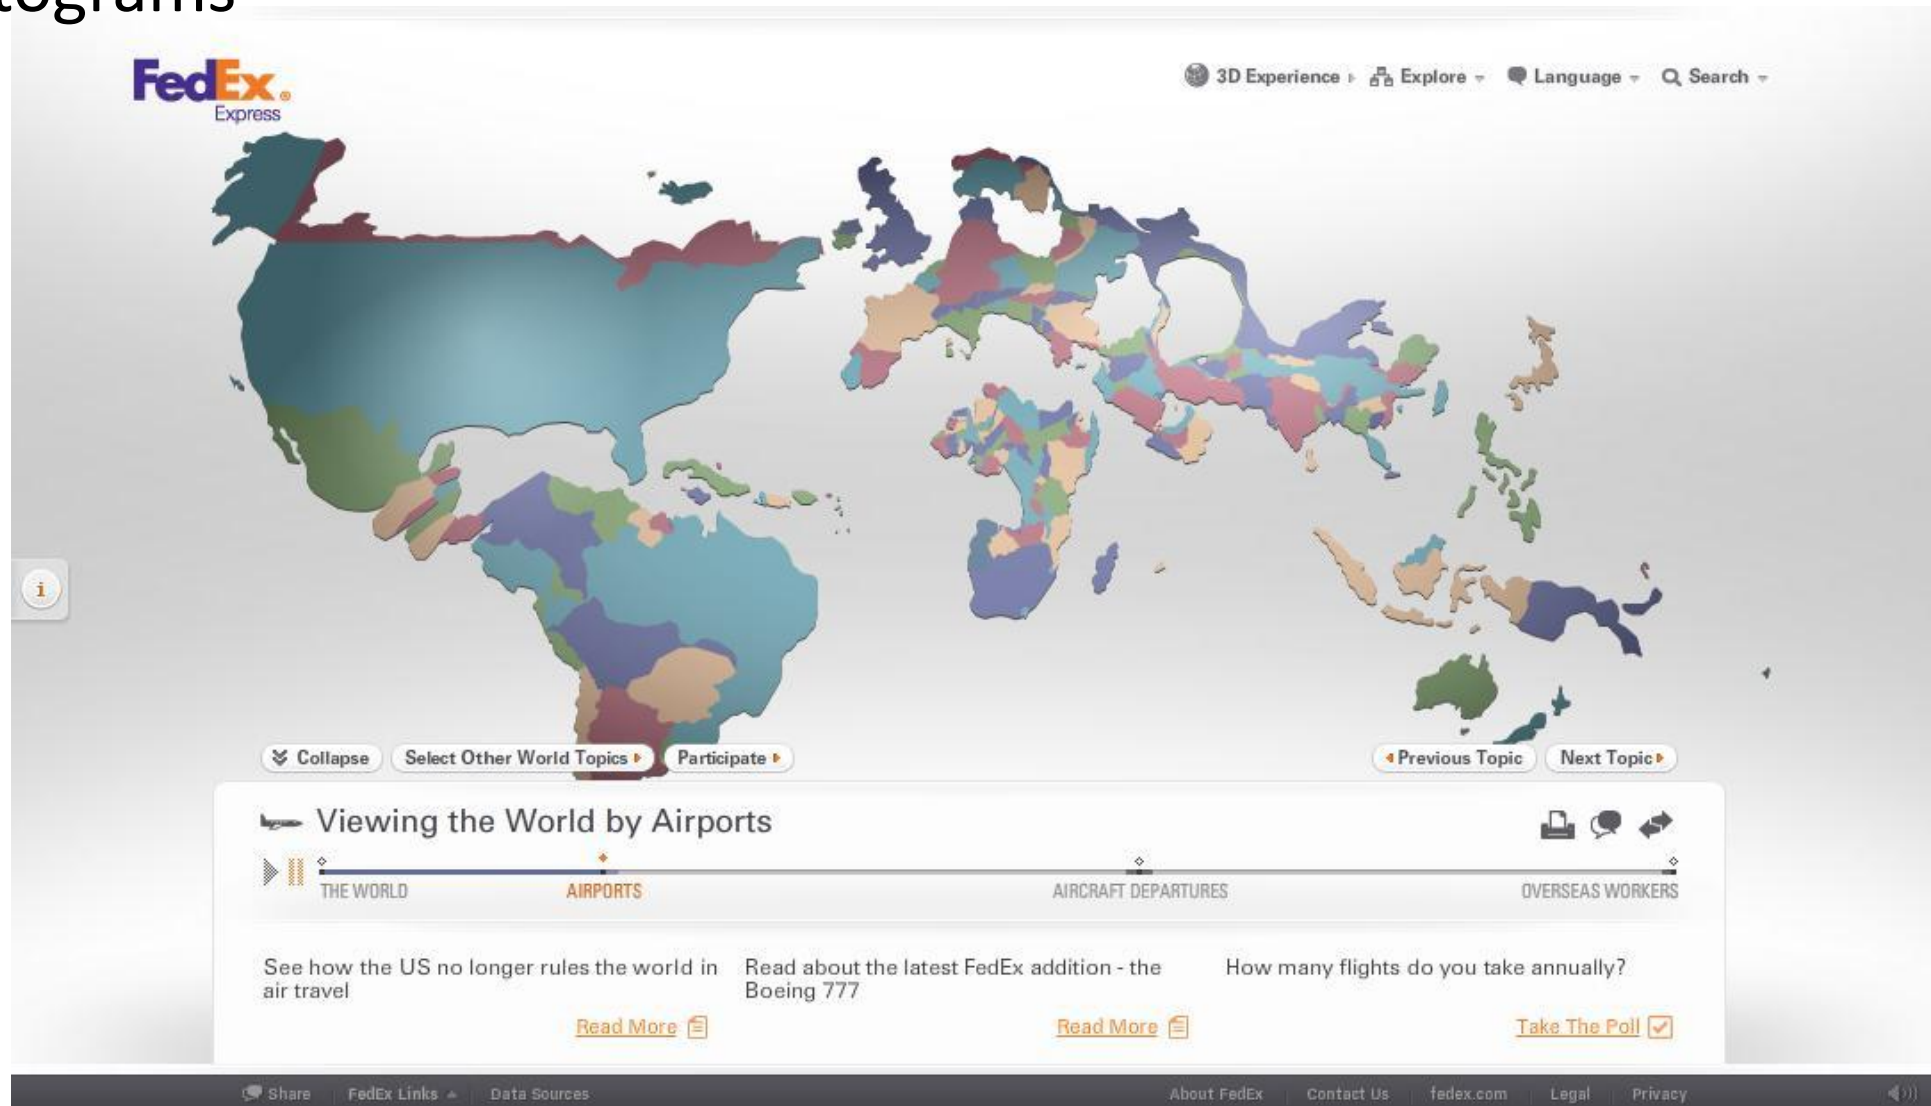 tograms
FedEx®
Express
3D Experience Explore Language Search
i
Collapse Select Other World Topics Participate Previous Topic Next Topic
Viewing the World by Airports
THE WORLD AIRPORTS AIRCRAFT DEPARTURES OVERSEAS WORKERS
See how the US no longer rules the world in
air travel
Read More
Read about the latest FedEx addition - the
Boeing 777
Read More
How many flights do you take annually?
Take The Poll
Share FedEx Links Data Sources About FedEx Contact Us fedex.com Legal Privacy